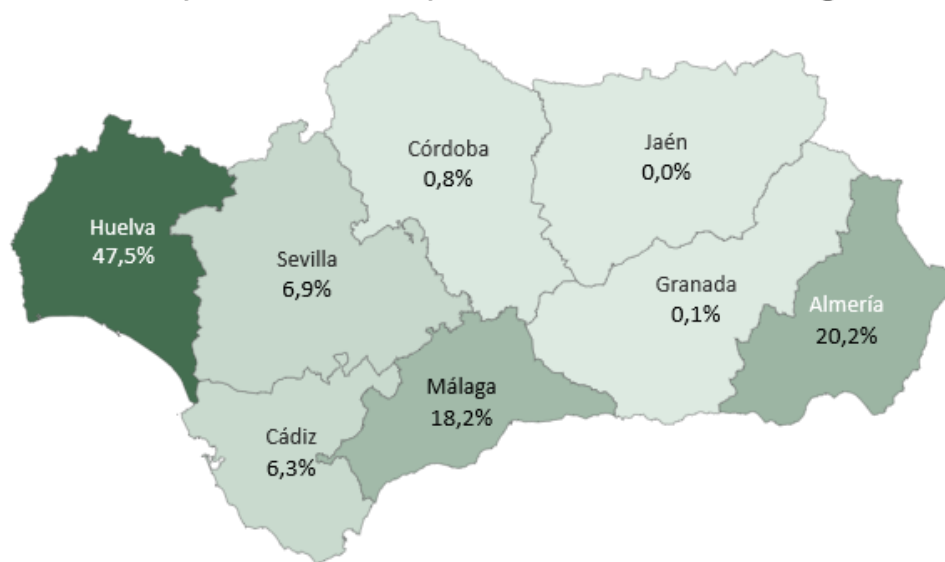 Córdoba
0,8%
Jaén
0,0%
Huelva
47,5%
Sevilla
6,9%
Granada
0,1%
Almería
20,2%
Málaga
18,2%
Cádiz
6,3%